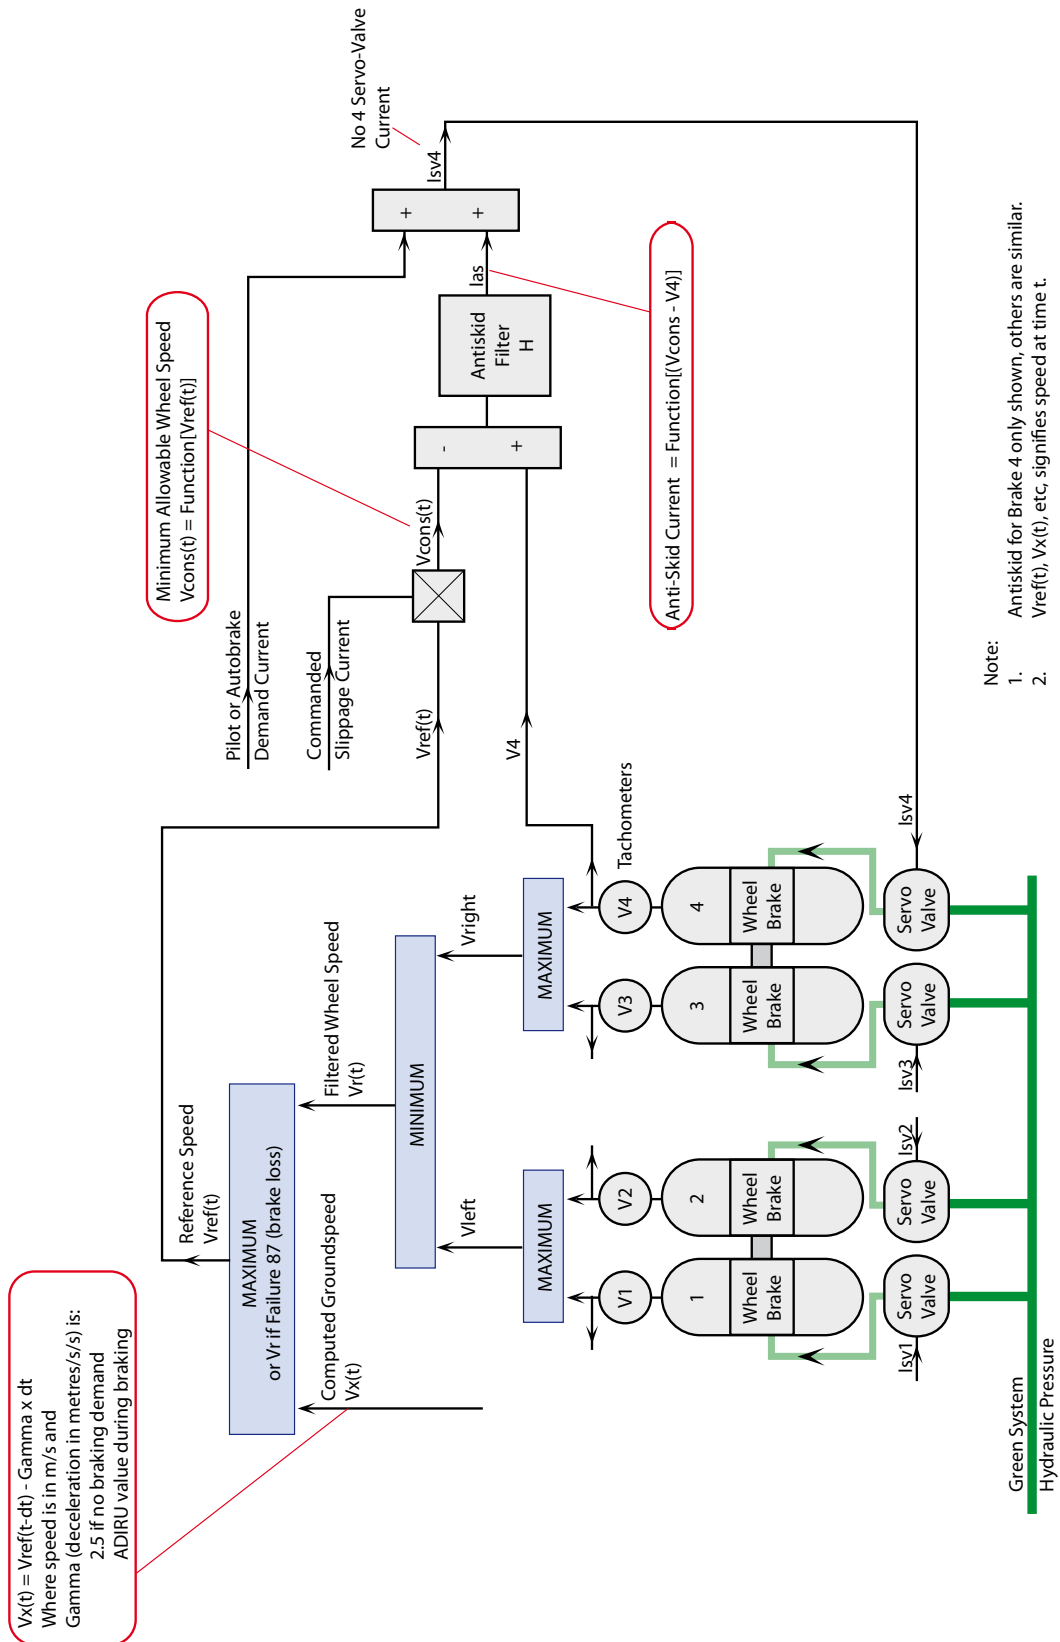 Vx(t) = Vref(t-dt) - Gamma x dt
Where speed is in m/s and
Gamma (deceleration in metres/s/s) is:
2.5 if no braking demand
ADIRU value during braking
Reference Speed
Vref(t)
MAXIMUM
or Vr if Failure 87 (brake loss)
Computed Groundspeed
Vx(t)
Filtered Wheel Speed
Vr(t)
MINIMUM
Vleft
Vright
MAXIMUM
MAXIMUM
V1
V2
V3
V4
Tachometers
1
2
3
4
Wheel
Brake
Wheel
Brake
Wheel
Brake
Wheel
Brake
Isv1
Servo
Valve
Isv2
Servo
Valve
Isv3
Servo
Valve
Isv4
Servo
Valve
Green System
Hydraulic Pressure
Minimum Allowable Wheel Speed
Vcons(t) = Function[Vref(t)]
Pilot or Autobrake
Demand Current
Commanded
Slippage Current
Vref(t)
Vcons(t)
V4
-
+
Antiskid
Filter
H
Ias
+
+
Isv4
No 4 Servo-Valve
Current
Anti-Skid Current = Function[(Vcons - V4)]
Note:
1. Antiskid for Brake 4 only shown, others are similar.
2. Vref(t), Vx(t), etc, signifies speed at time t.